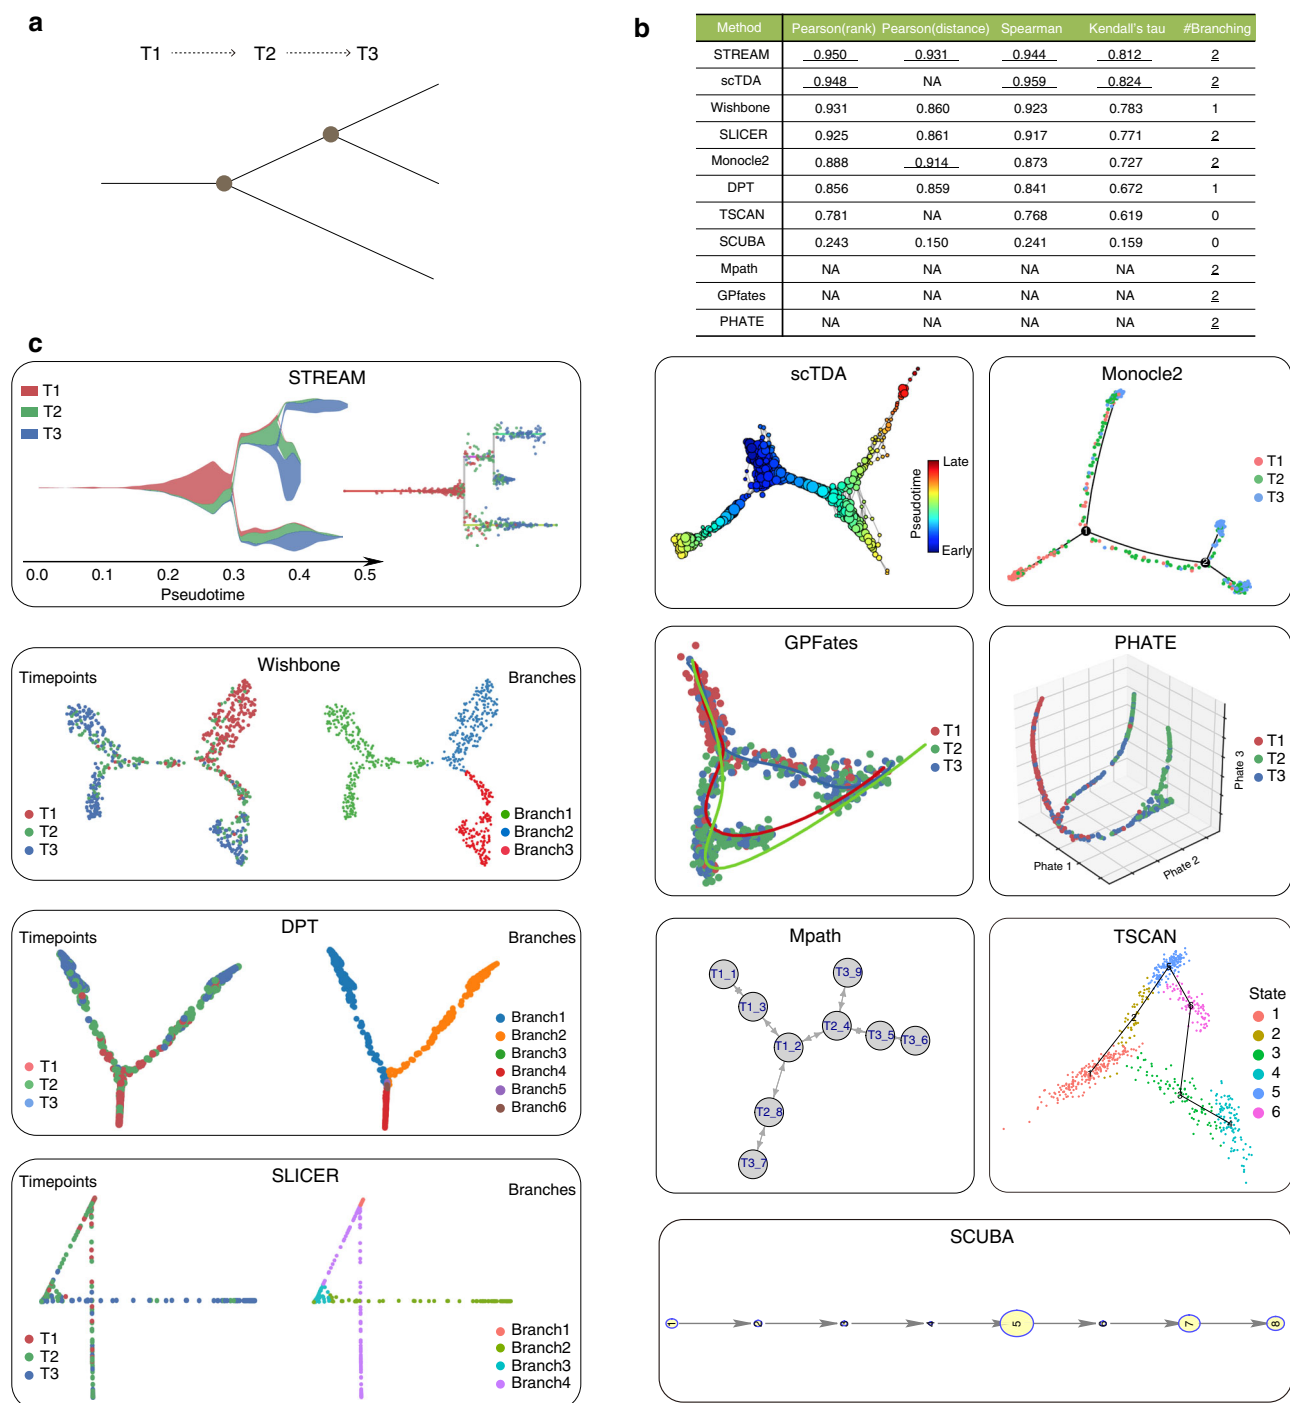 a
T1 T2 T3
b
Method Pearson(rank) Pearson(distance) Spearman Kendall's tau #Branching
STREAM 0.950 0.931 0.944 0.812 2
scTDA 0.948 NA 0.959 0.824 2
Wishbone 0.931 0.860 0.923 0.783 1
SLICER 0.925 0.861 0.917 0.771 2
Monocle2 0.888 0.914 0.873 0.727 2
DPT 0.856 0.859 0.841 0.672 1
TSCAN 0.781 NA 0.768 0.619 0
SCUBA 0.243 0.150 0.241 0.159 0
Mpath NA NA NA NA 2
GPfates NA NA NA NA 2
PHATE NA NA NA NA 2
c
STREAM
T1
T2
T3
0.0 0.1 0.2 0.3 0.4 0.5
Pseudotime
scTDA
Late
Pseudotime
Early
Monocle2
T1
T2
T3
1
2
Wishbone
Timepoints
Branches
T1
T2
T3
Branch1
Branch2
Branch3
GPFates
T1
T2
T3
PHATE
T1
T2
T3
Phate 1
Phate 2
Phate 3
DPT
Timepoints
Branches
T1
T2
T3
Branch1
Branch2
Branch3
Branch4
Branch5
Branch6
Mpath
T1_1
T3_9
T1_3
T2_4
T3_5
T3_6
T1_2
T2_8
T3_7
TSCAN
State
1
2
3
4
5
6
5
6
2
1
3
4
SLICER
Timepoints
Branches
T1
T2
T3
Branch1
Branch2
Branch3
Branch4
SCUBA
1 2 3 4 5 6 7 8